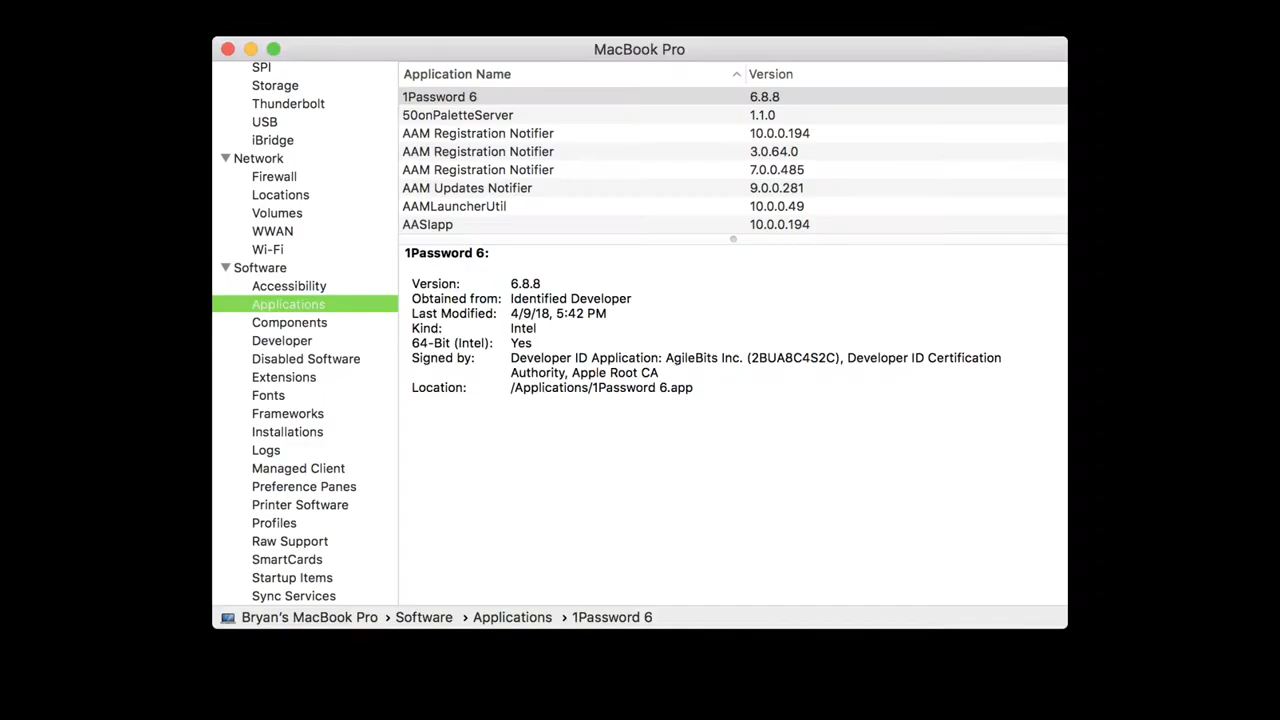 MacBook Pro
SPI
Storage
Thunderbolt
USB
iBridge
Network
Firewall
Locations
Volumes
WWAN
Wi-Fi
Software
Accessibility
Applications
Components
Developer
Disabled Software
Extensions
Fonts
Frameworks
Installations
Logs
Managed Client
Preference Panes
Printer Software
Profiles
Raw Support
SmartCards
Startup Items
Sync Services
Application Name Version
1Password 6 6.8.8
50onPaletteServer 1.1.0
AAM Registration Notifier 10.0.0.194
AAM Registration Notifier 3.0.64.0
AAM Registration Notifier 7.0.0.485
AAM Updates Notifier 9.0.0.281
AAMLauncherUtil 10.0.0.49
AASIapp 10.0.0.194
1Password 6:
Version: 6.8.8
Obtained from: Identified Developer
Last Modified: 4/9/18, 5:42 PM
Kind: Intel
64-Bit (Intel): Yes
Signed by: Developer ID Application: AgileBits Inc. (2BUA8C4S2C), Developer ID Certification
Authority, Apple Root CA
Location: /Applications/1Password 6.app
Bryan’s MacBook Pro › Software › Applications › 1Password 6